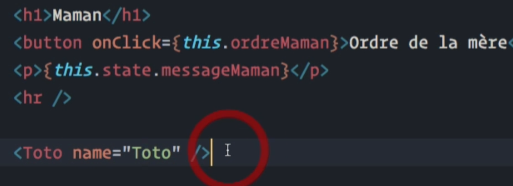 <h1>Maman</h1>
<button onClick={this.ordreMaman}>Ordre de la mère<
<p>{this.state.messageMaman}</p>
<hr />
<Toto name="Toto" />